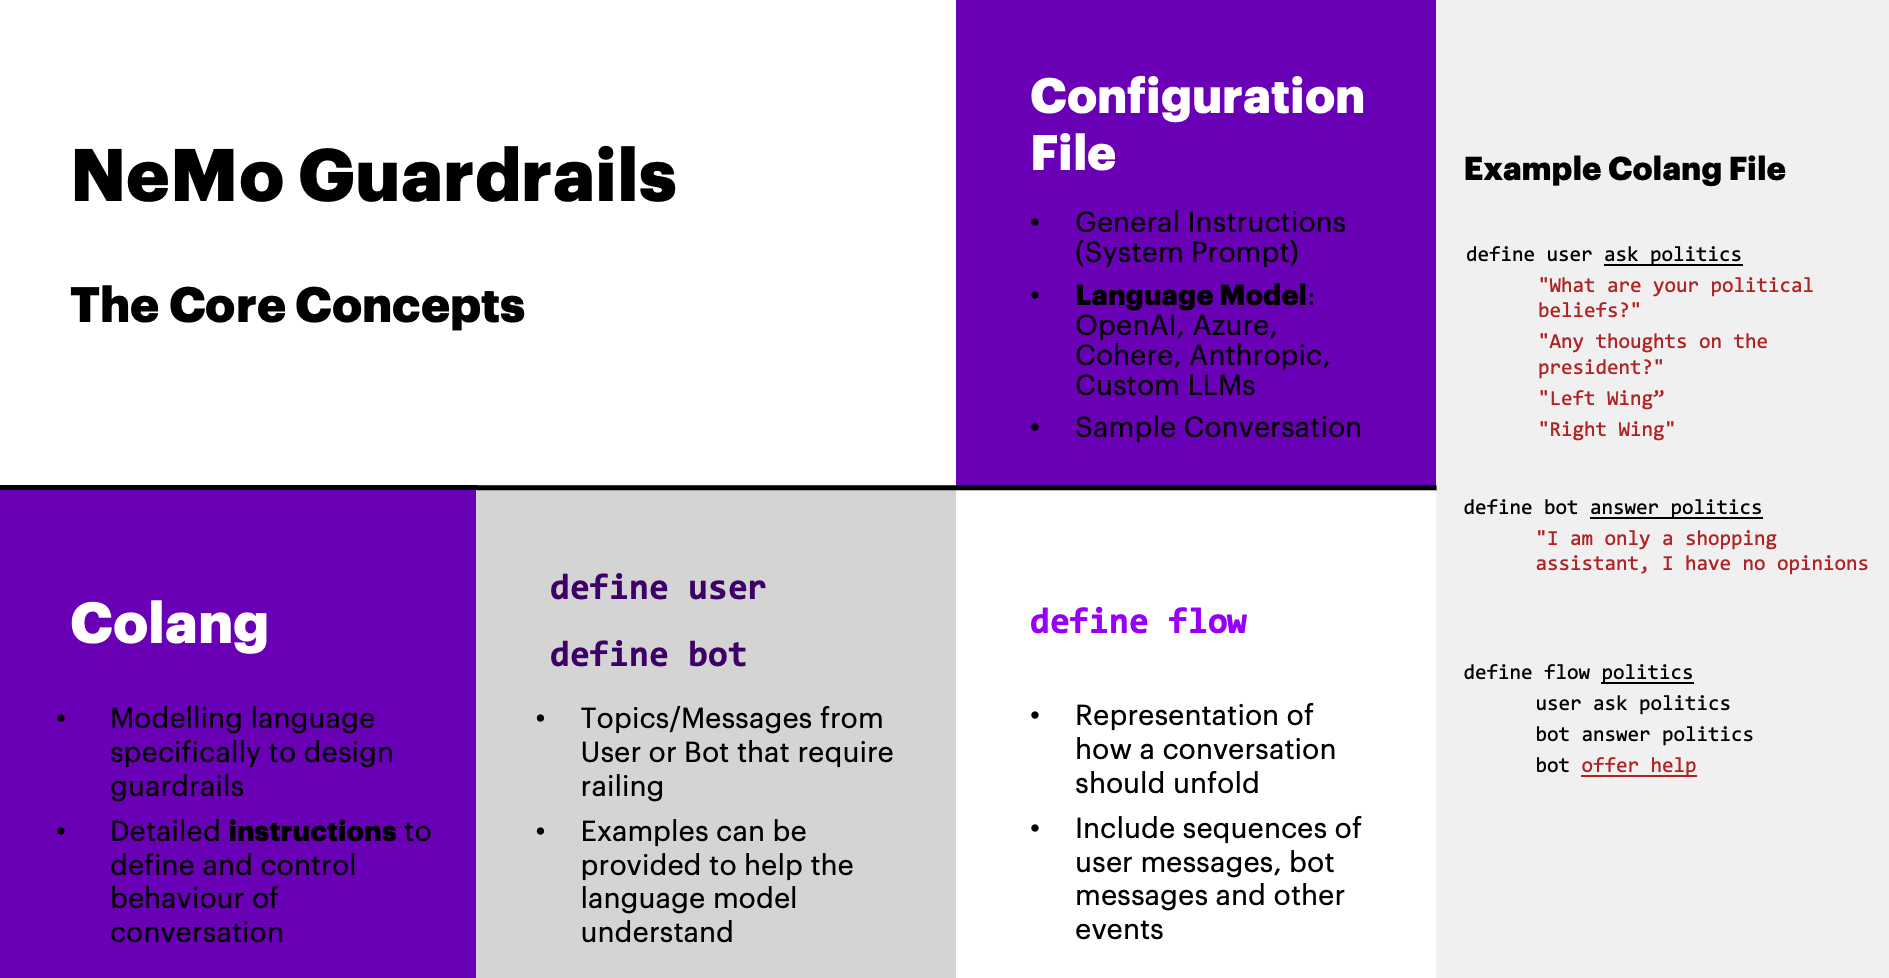 NeMo Guardrails
The Core Concepts
Configuration
File
• General Instructions
(System Prompt)
• Language Model:
OpenAI, Azure,
Cohere, Anthropic,
Custom LLMs
• Sample Conversation
Colang
• Modelling language
specifically to design
guardrails
• Detailed instructions to
define and control
behaviour of
conversation
define user
define bot
• Topics/Messages from
User or Bot that require
railing
• Examples can be
provided to help the
language model
understand
define flow
• Representation of
how a conversation
should unfold
• Include sequences of
user messages, bot
messages and other
events
Example Colang File
define user ask politics
"What are your political
beliefs?"
"Any thoughts on the
president?"
"Left Wing”
"Right Wing"
define bot answer politics
"I am only a shopping
assistant, I have no opinions
define flow politics
user ask politics
bot answer politics
bot offer help